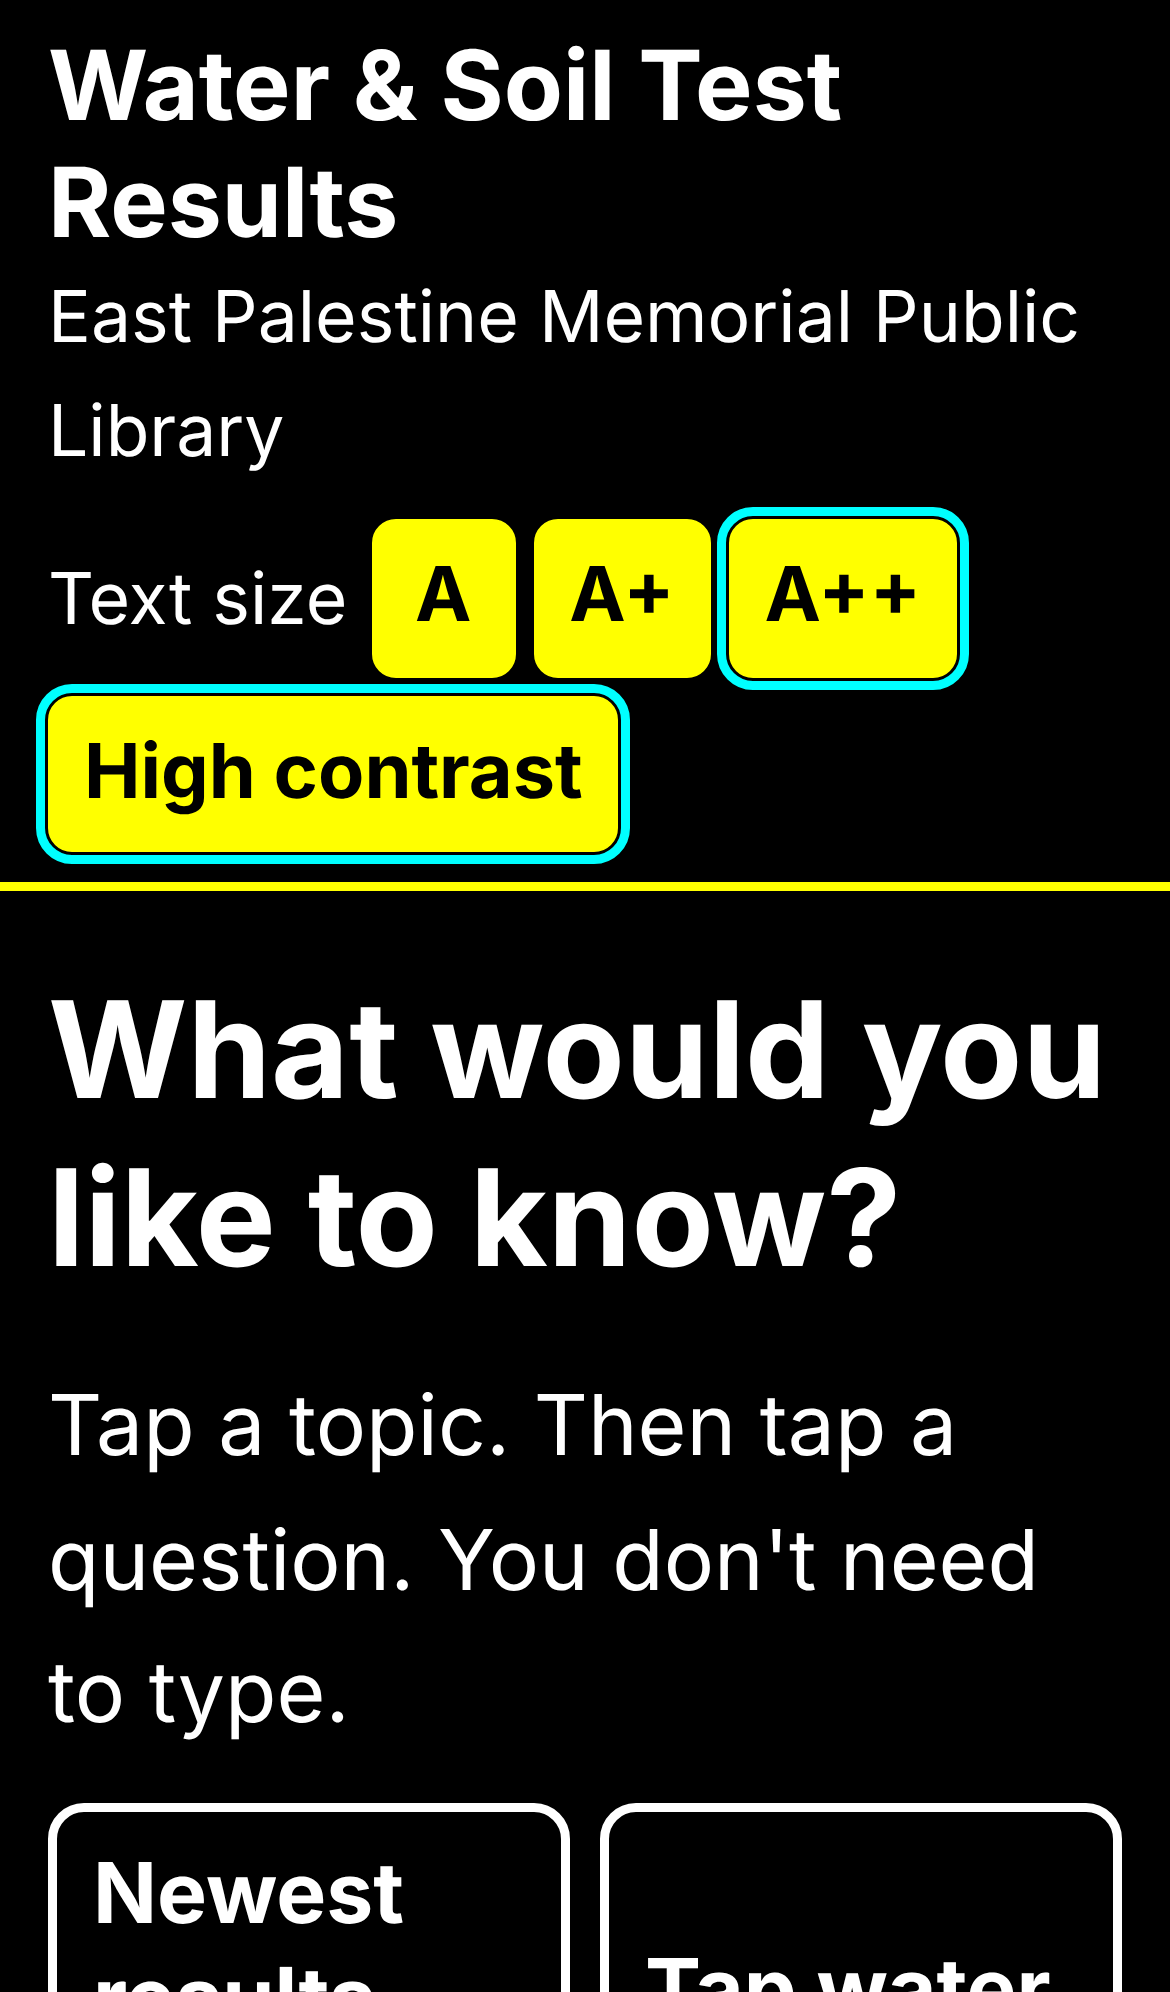 Water & Soil Test
Results
East Palestine Memorial Public
Library
Text size A A+ A++
High contrast
What would you
like to know?
Tap a topic. Then tap a
question. You don't need
to type.
Newest
results
Tap water